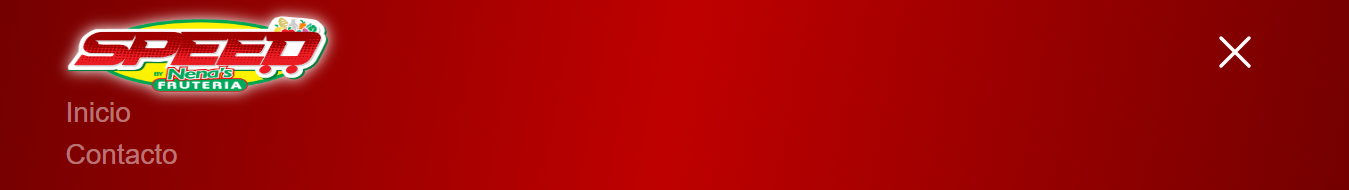 SPEED
BY Nena's
FRUTERIA
Inicio
Contacto